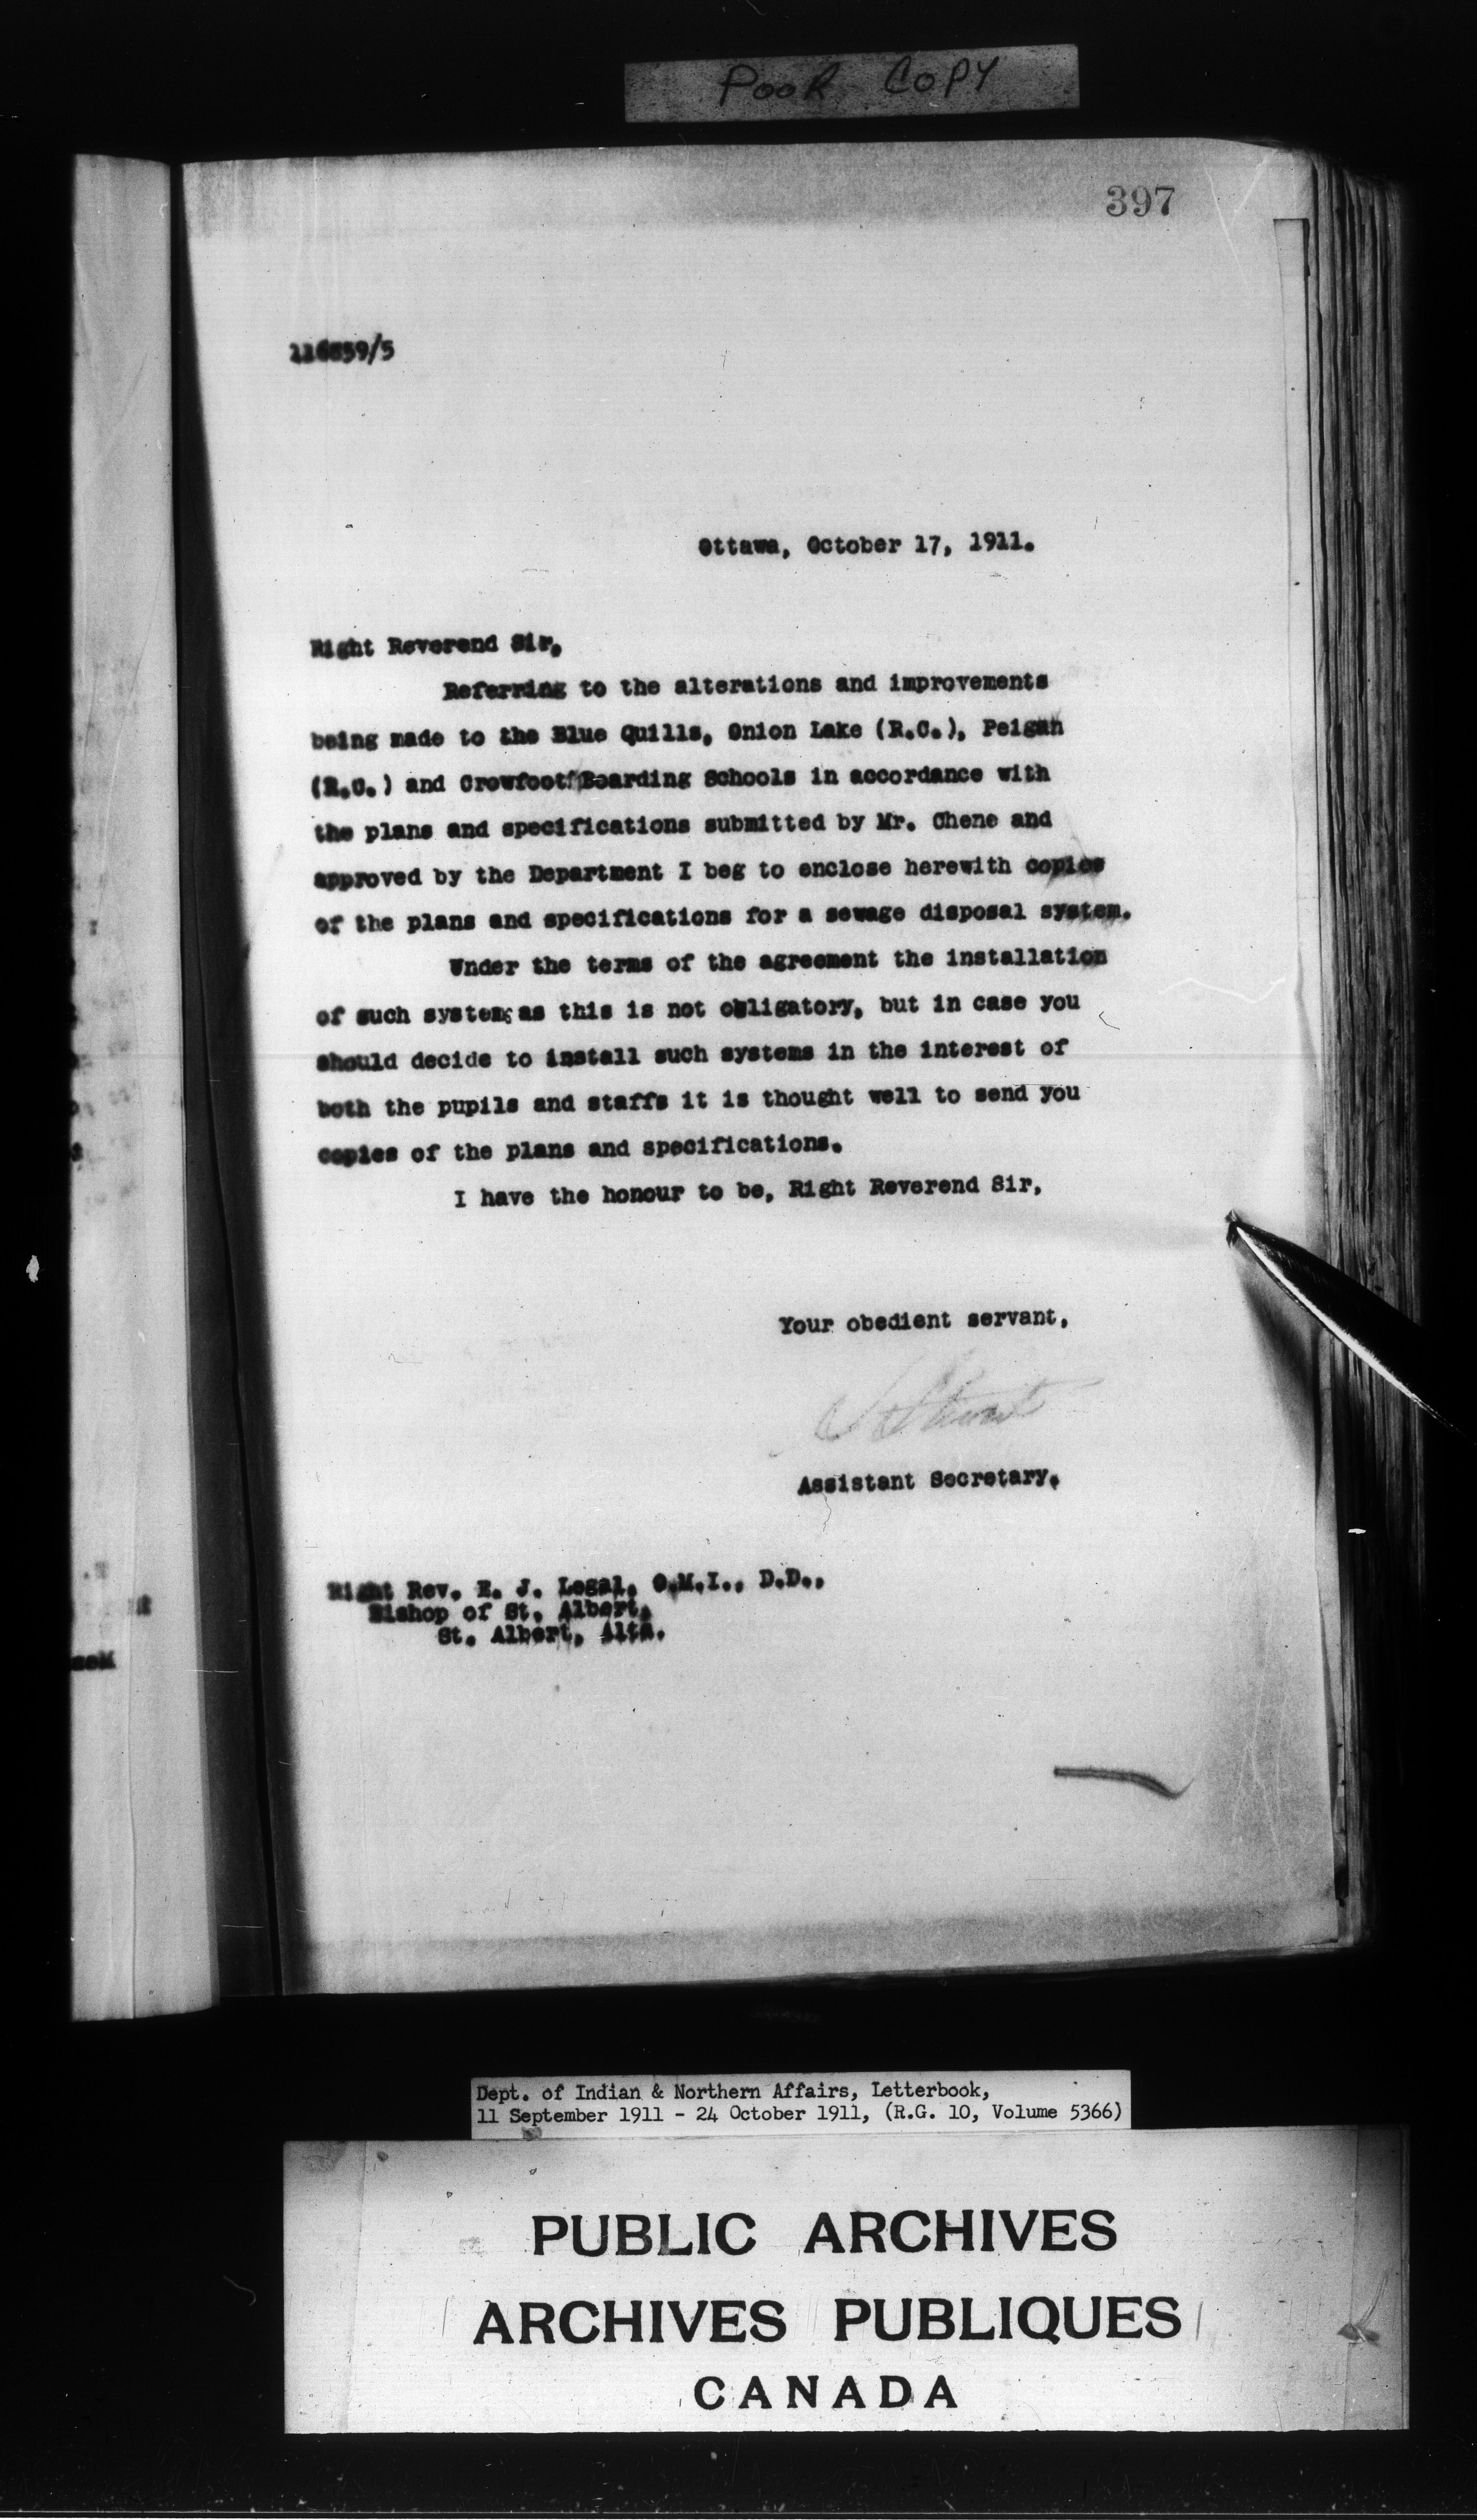 POOR COPY
397
116859/5
Ottawa, October 17, 1911.
Right Reverend Sir,
Referring to the alterations and improvements
being made to the Blue Quills, Onion Lake (R.C.), Peigan
(R.C.) and Crowfoot Boarding Schools in accordance with
the plans and specifications submitted by Mr. Chene and
approved by the Department I beg to enclose herewith copies
of the plans and specifications for a sewage disposal system.
Under the terms of the agreement the installation
of such system as this is not obligatory, but in case you
should decide to install such systems in the interest of
both the pupils and staffs it is thought well to send you
copies of the plans and specifications.
I have the honour to be, Right Reverend Sir,
Your obedient servant,
Assistant Secretary.
Right Rev. E. J. Legal, O.M.I., D.D.,
Bishop of St. Albert,
St. Albert, Alta.
Dept. of Indian & Northern Affairs, Letterbook,
11 September 1911 - 24 October 1911, (R.G. 10, Volume 5366)
PUBLIC ARCHIVES
ARCHIVES PUBLIQUES
CANADA